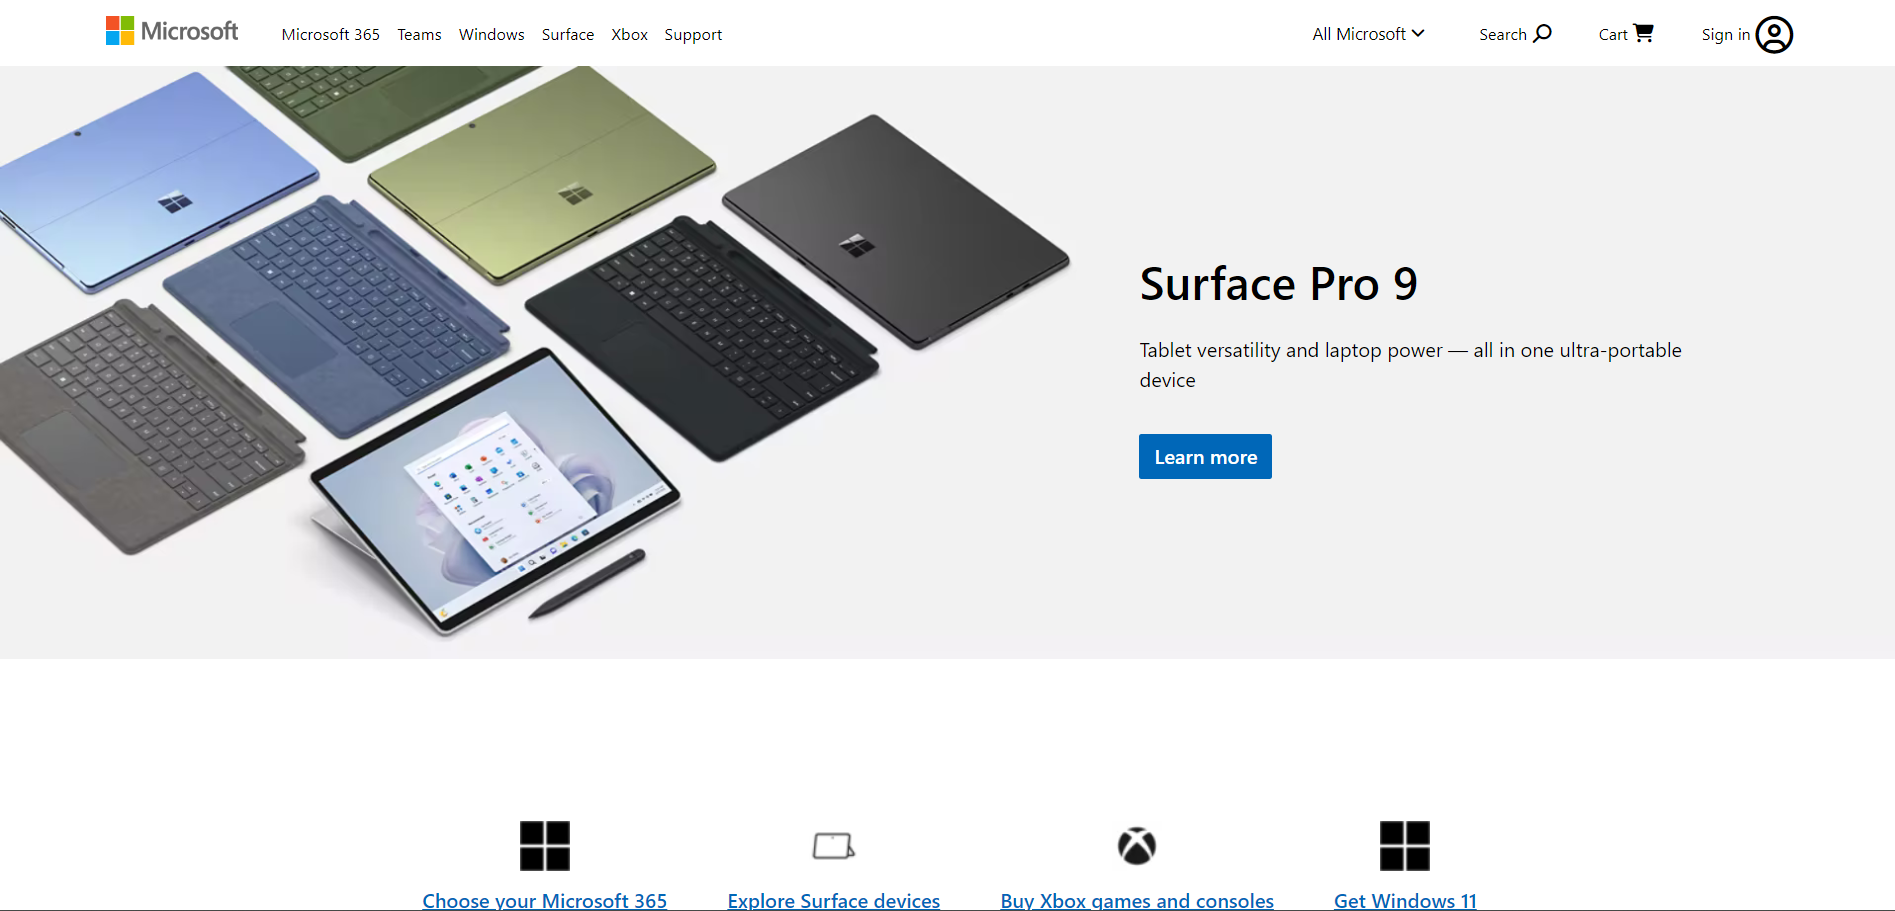 Microsoft
Microsoft 365 Teams Windows Surface Xbox Support
All Microsoft Search Cart Sign in
Surface Pro 9
Tablet versatility and laptop power — all in one ultra-portable
device
Learn more
Choose your Microsoft 365 Explore Surface devices Buy Xbox games and consoles Get Windows 11